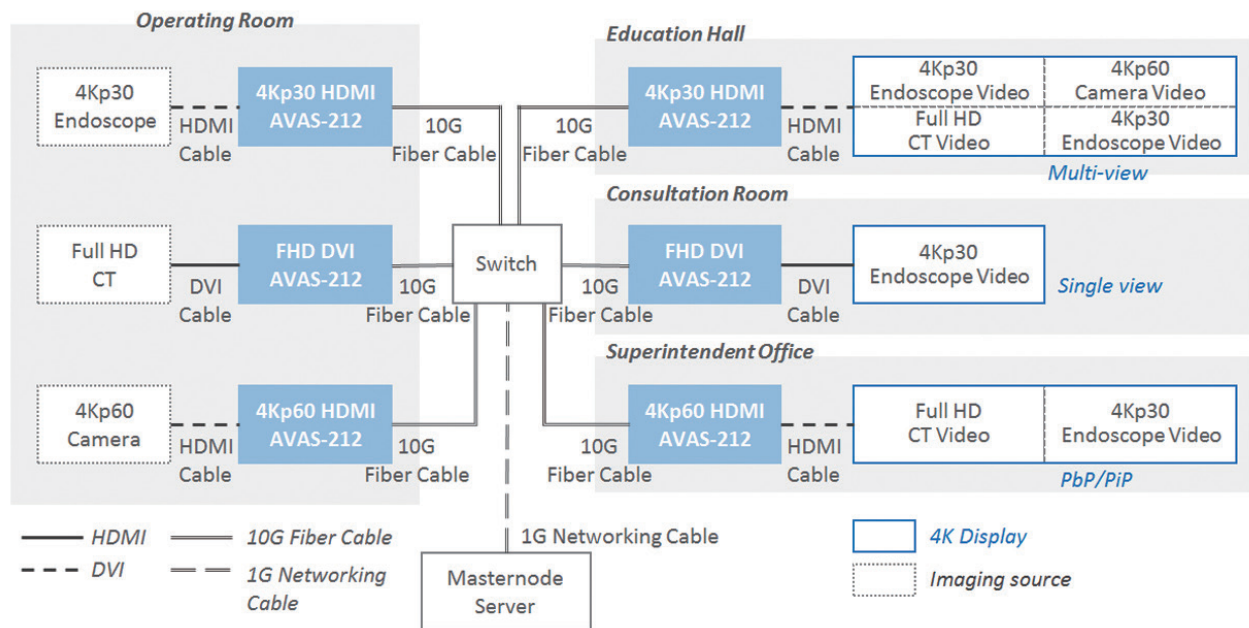 Operating Room
4Kp30
Endoscope
HDMI
Cable
4Kp30 HDMI
AVAS-212
10G
Fiber Cable
Full HD
CT
DVI
Cable
FHD DVI
AVAS-212
10G
Fiber Cable
4Kp60
Camera
HDMI
Cable
4Kp60 HDMI
AVAS-212
10G
Fiber Cable
Switch
1G Networking Cable
Masternode
Server
Education Hall
10G
Fiber Cable
4Kp30 HDMI
AVAS-212
HDMI
Cable
4Kp30
Endoscope Video
4Kp60
Camera Video
Full HD
CT Video
4Kp30
Endoscope Video
Multi-view
Consultation Room
10G
Fiber Cable
FHD DVI
AVAS-212
DVI
Cable
4Kp30
Endoscope Video
Single view
Superintendent Office
10G
Fiber Cable
4Kp60 HDMI
AVAS-212
HDMI
Cable
Full HD
CT Video
4Kp30
Endoscope Video
PbP/PiP
HDMI
DVI
10G Fiber Cable
1G Networking
Cable
4K Display
Imaging source